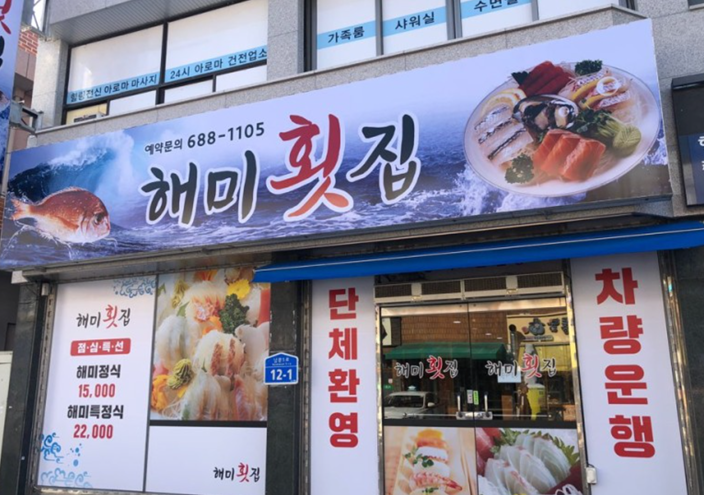 가족룸
샤워실
수면실
힐링전신 아로마 마사지
24시 아로마 건전업소
예약문의 688-1105
해미횟집
해미횟집
점·심·특·선
해미정식
15,000
해미특정식
22,000
해미횟집
12-1
단체환영
해미횟집
해미횟집
차량운행